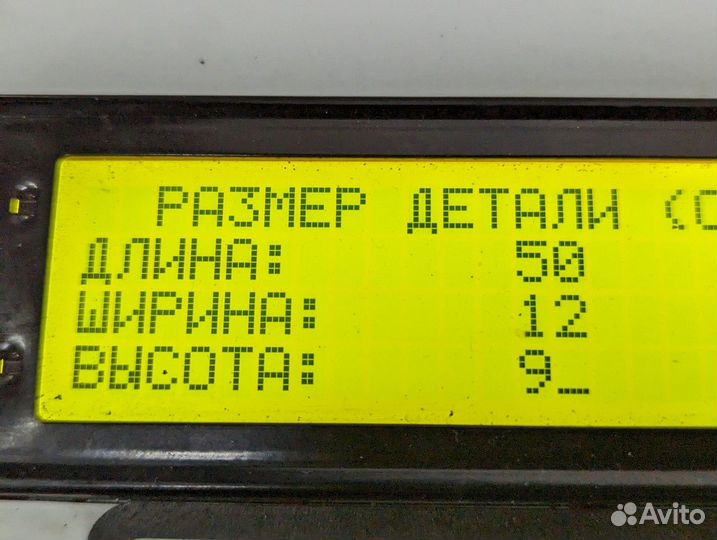 РАЗМЕР ДЕТАЛИ (С
ДЛИНА: 50
ШИРИНА: 12
ВЫСОТА: 9_
Avito